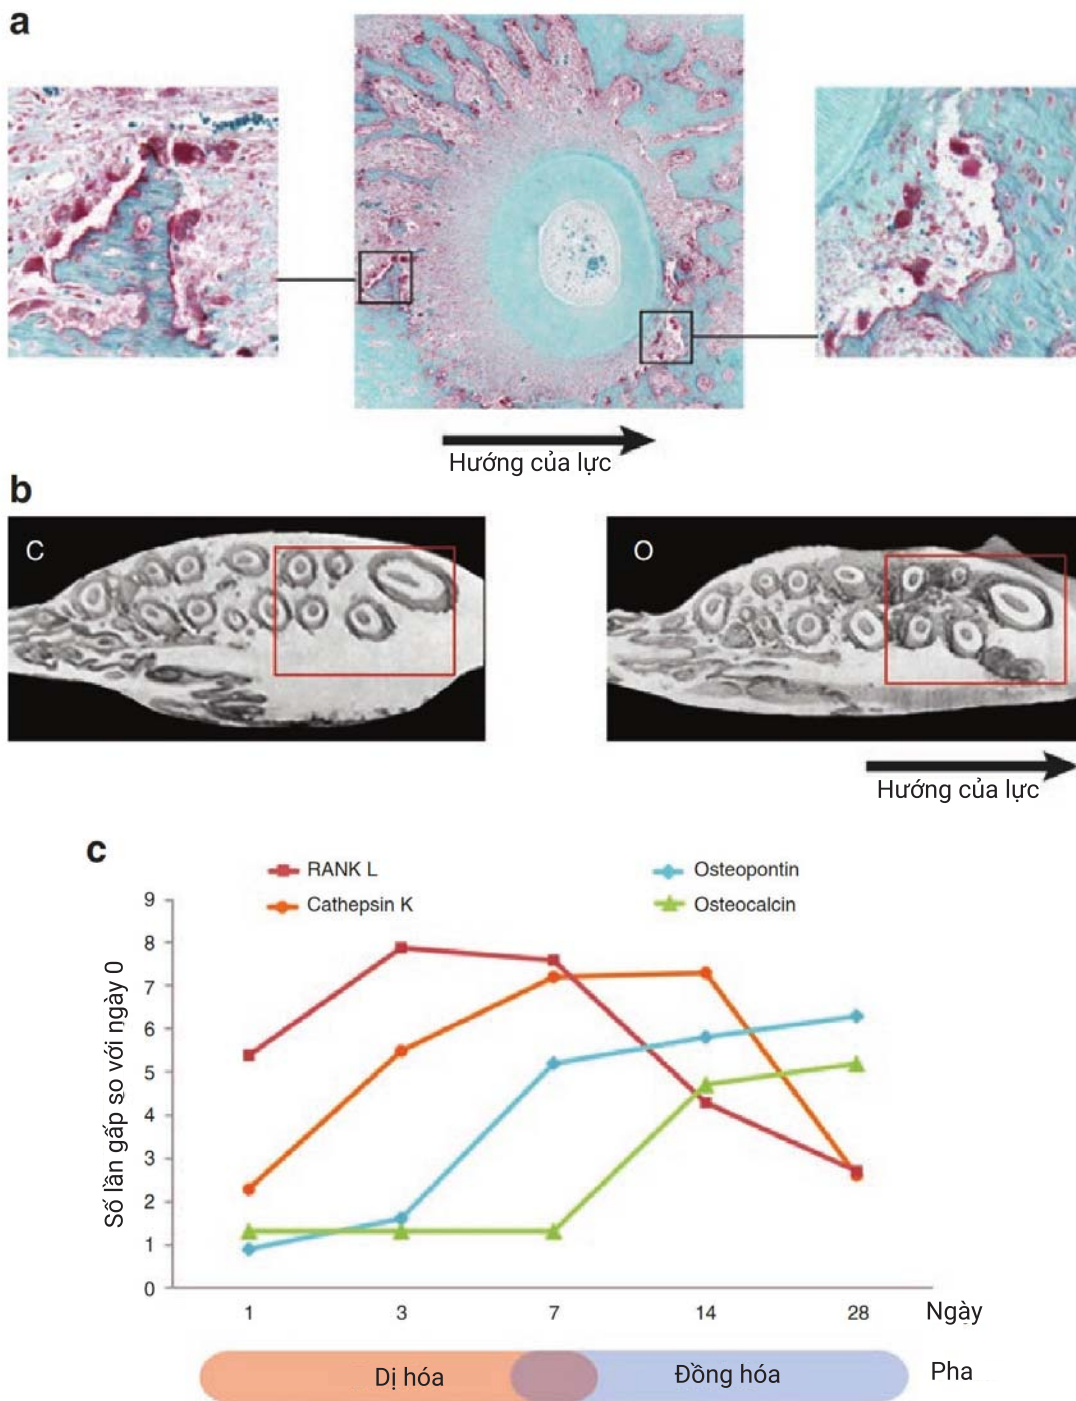 a
Hướng của lực
b
C
O
Hướng của lực
c
RANK L
Cathepsin K
Osteopontin
Osteocalcin
Số lần gấp so với ngày 0
9
8
7
6
5
4
3
2
1
0
1 3 7 14 28 Ngày
Dị hóa Đồng hóa Pha